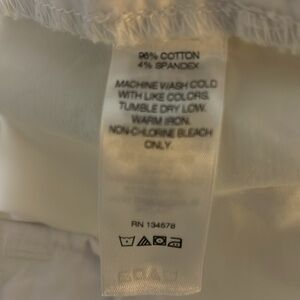 96% COTTON
4% SPANDEX
MACHINE WASH COLD
WITH LIKE COLORS.
TUMBLE DRY LOW.
WARM IRON.
NON-CHLORINE BLEACH
ONLY.
RN 134578